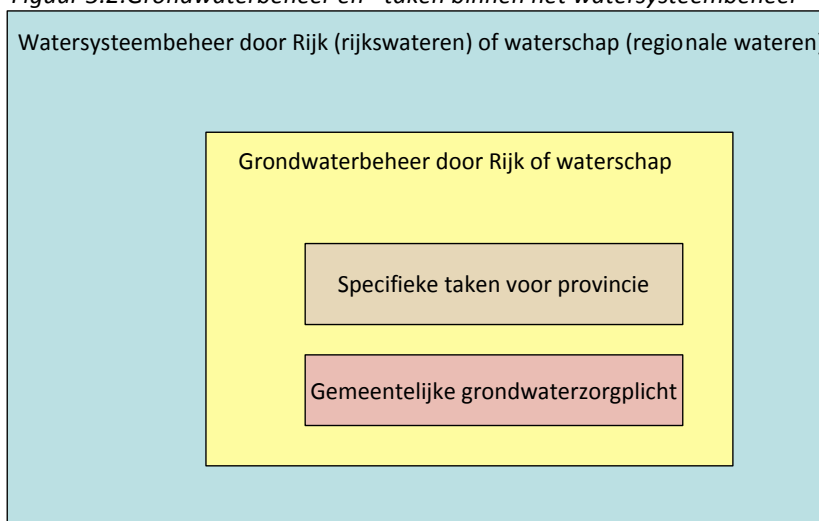 Figuur 3.2:Grondwaterbeheer en –taken binnen het watersysteembeheer
Watersysteembeheer door Rijk (rijkswateren) of waterschap (regionale wateren)
Grondwaterbeheer door Rijk of waterschap
Specifieke taken voor provincie
Gemeentelijke grondwaterzorgplicht